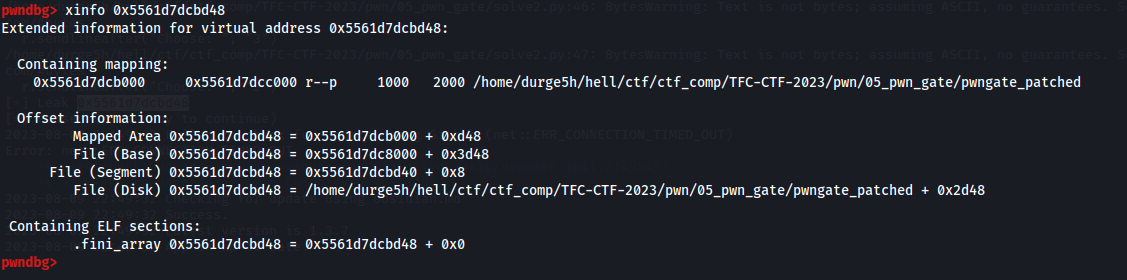 pwndbg> xinfo 0x5561d7dcbd48
Extended information for virtual address 0x5561d7dcbd48:
Containing mapping:
0x5561d7dcb000 0x5561d7dcc000 r--p 1000 2000 /home/durge5h/hell/ctf/ctf_comp/TFC-CTF-2023/pwn/05_pwn_gate/pwngate_patched
Offset information:
Mapped Area 0x5561d7dcbd48 = 0x5561d7dcb000 + 0xd48
File (Base) 0x5561d7dcbd48 = 0x5561d7dc8000 + 0x3d48
File (Segment) 0x5561d7dcbd48 = 0x5561d7dcbd40 + 0x8
File (Disk) 0x5561d7dcbd48 = /home/durge5h/hell/ctf/ctf_comp/TFC-CTF-2023/pwn/05_pwn_gate/pwngate_patched + 0x2d48
Containing ELF sections:
.fini_array 0x5561d7dcbd48 = 0x5561d7dcbd48 + 0x0
pwndbg>